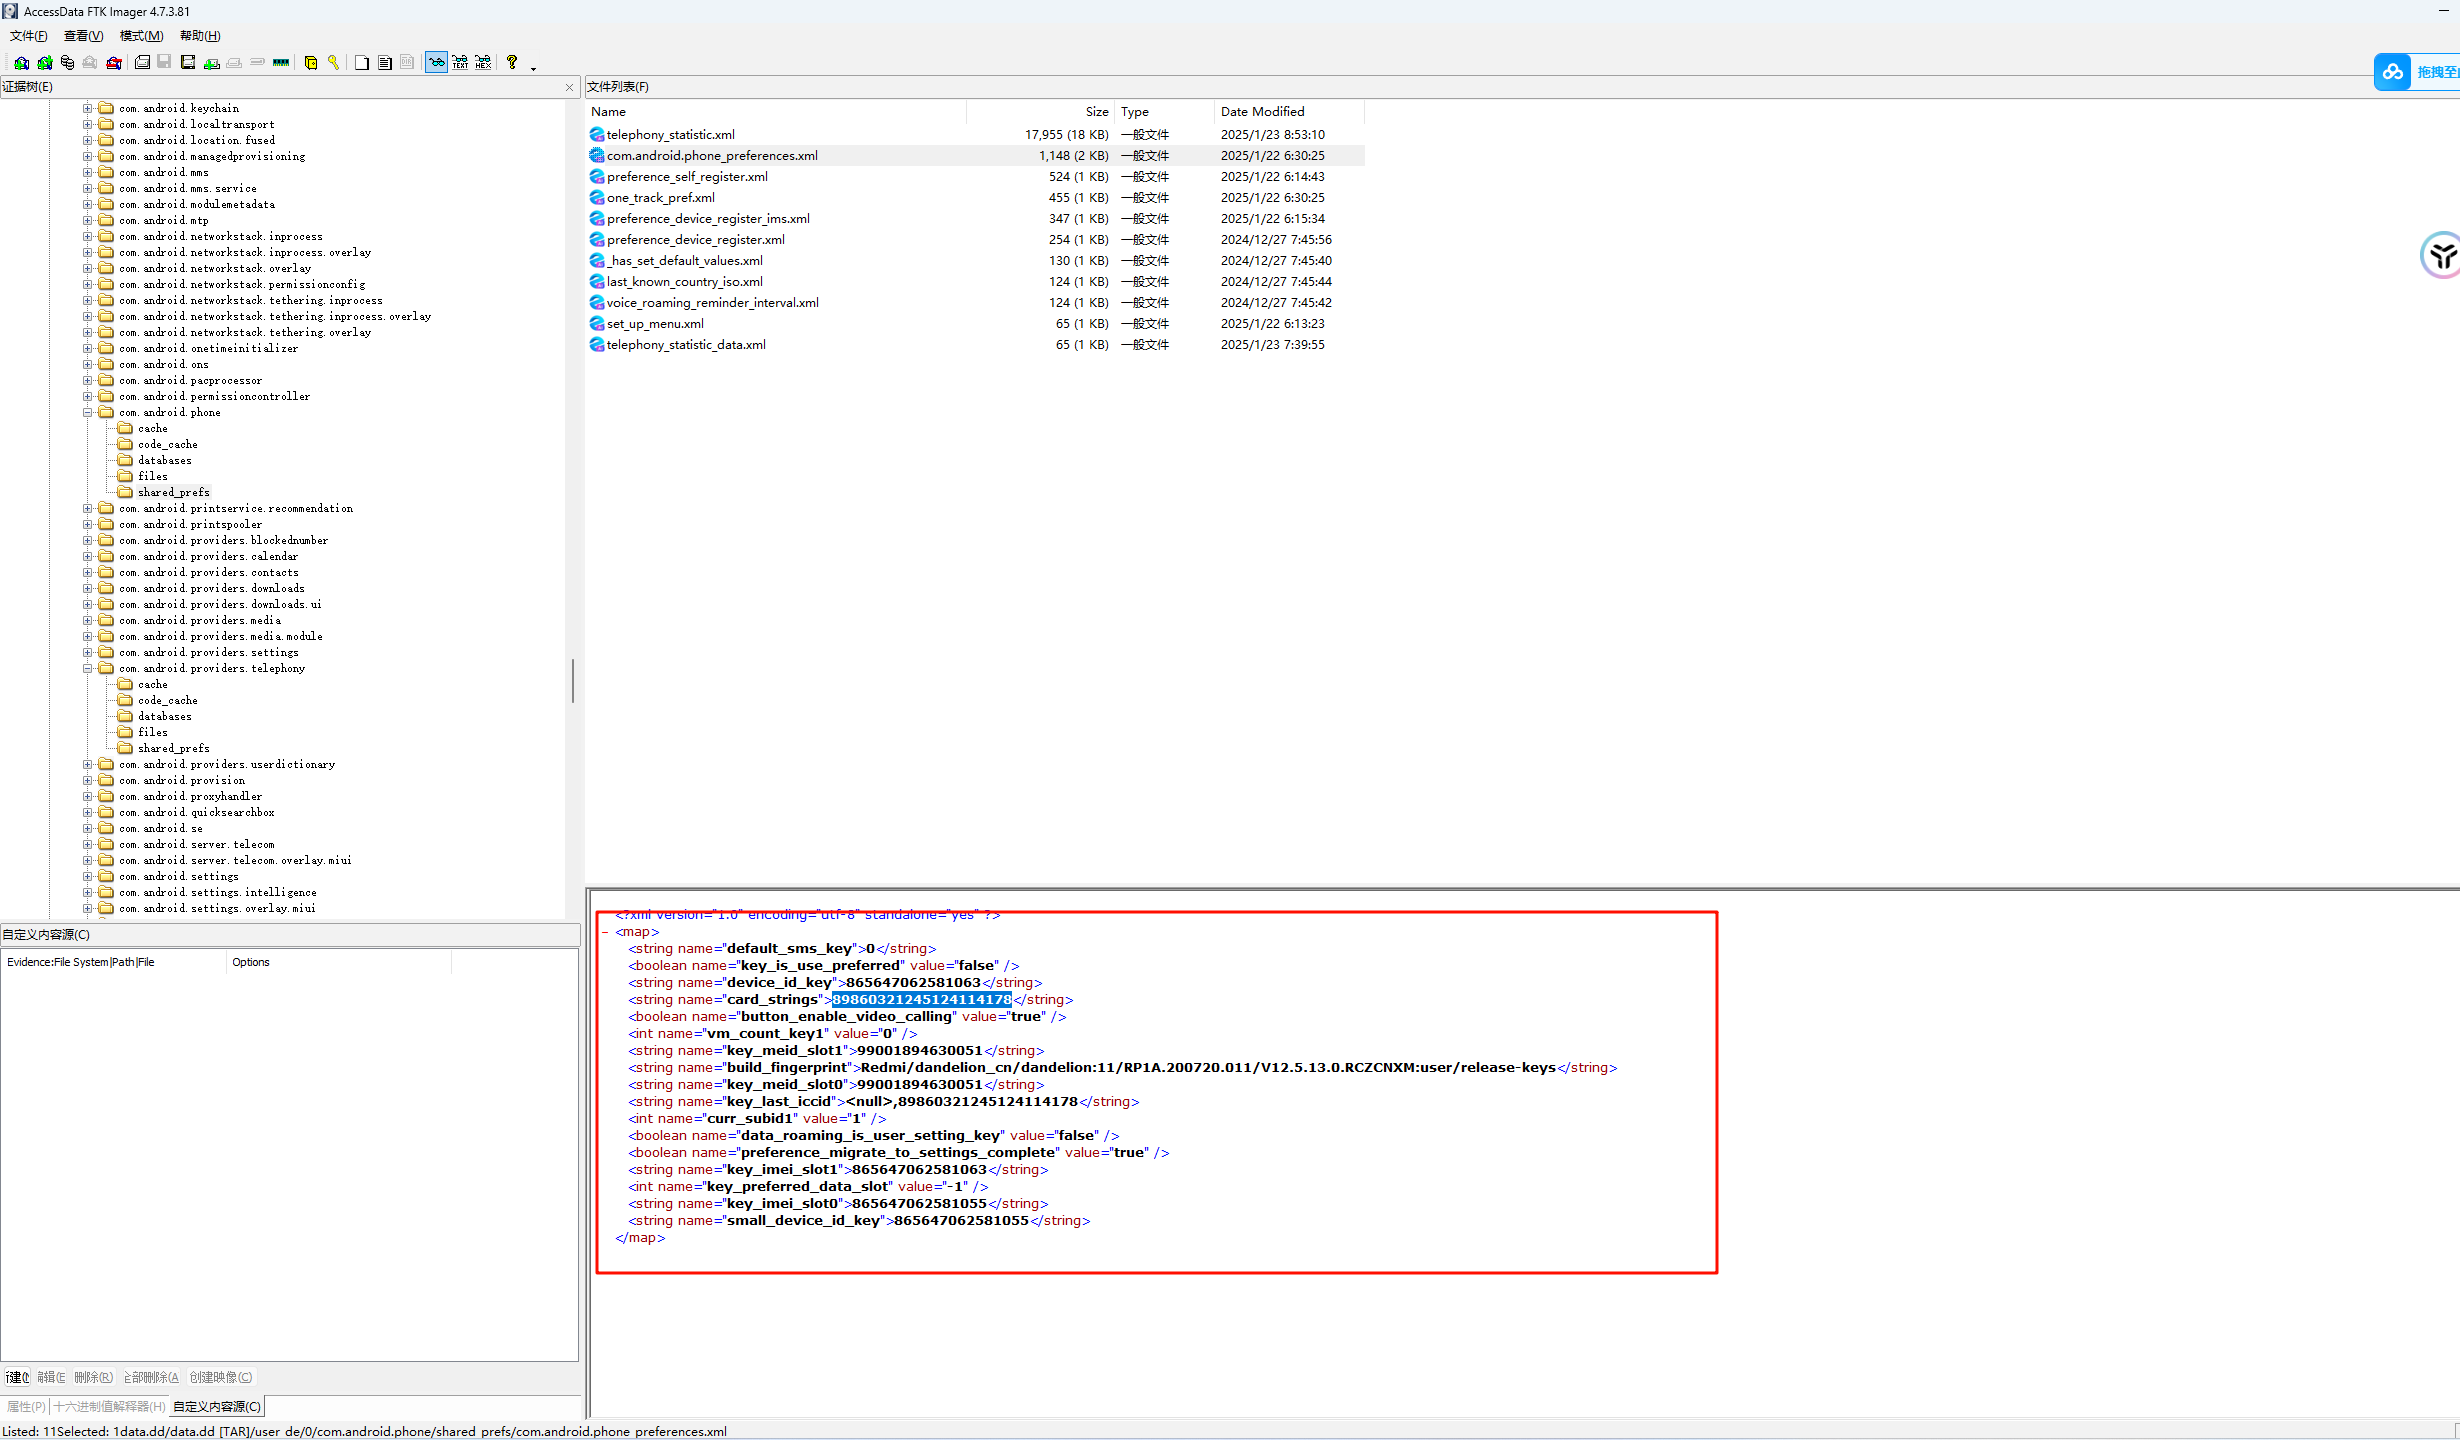 AccessData FTK Imager 4.7.3.81
文件(F) 查看(V) 模式(M) 帮助(H)
证据树(E)
com.android.keychain
com.android.localtransport
com.android.location.fused
com.android.managedprovisioning
com.android.mms
com.android.mms.service
com.android.modulemetadata
com.android.mtp
com.android.networkstack.inprocess
com.android.networkstack.inprocess.overlay
com.android.networkstack.overlay
com.android.networkstack.permissionconfig
com.android.networkstack.tethering.inprocess
com.android.networkstack.tethering.inprocess.overlay
com.android.networkstack.tethering.overlay
com.android.onetimeinitializer
com.android.ons
com.android.pacprocessor
com.android.permissioncontroller
com.android.phone
cache
code_cache
databases
files
shared_prefs
com.android.printservice.recommendation
com.android.printspooler
com.android.providers.blockednumber
com.android.providers.calendar
com.android.providers.contacts
com.android.providers.downloads
com.android.providers.downloads.ui
com.android.providers.media
com.android.providers.media.module
com.android.providers.settings
com.android.providers.telephony
cache
code_cache
databases
files
shared_prefs
com.android.providers.userdictionary
com.android.provision
com.android.proxyhandler
com.android.quicksearchbox
com.android.se
com.android.server.telecom
com.android.server.telecom.overlay.miui
com.android.settings
com.android.settings.intelligence
com.android.settings.overlay.miui
自定义内容源(C)
Evidence:File System|Path|File Options
建(N 编辑(E 删除(R) 全部删除(A 创建映像(C)
属性(P) 十六进制值解释器(H) 自定义内容源(C)
文件列表(F)
Name Size Type Date Modified
telephony_statistic.xml 17,955 (18 KB) 一般文件 2025/1/23 8:53:10
com.android.phone_preferences.xml 1,148 (2 KB) 一般文件 2025/1/22 6:30:25
preference_self_register.xml 524 (1 KB) 一般文件 2025/1/22 6:14:43
one_track_pref.xml 455 (1 KB) 一般文件 2025/1/22 6:30:25
preference_device_register_ims.xml 347 (1 KB) 一般文件 2025/1/22 6:15:34
preference_device_register.xml 254 (1 KB) 一般文件 2024/12/27 7:45:56
_has_set_default_values.xml 130 (1 KB) 一般文件 2024/12/27 7:45:40
last_known_country_iso.xml 124 (1 KB) 一般文件 2024/12/27 7:45:44
voice_roaming_reminder_interval.xml 124 (1 KB) 一般文件 2024/12/27 7:45:42
set_up_menu.xml 65 (1 KB) 一般文件 2025/1/22 6:13:23
telephony_statistic_data.xml 65 (1 KB) 一般文件 2025/1/23 7:39:55
拖拽至
<?xml version="1.0" encoding="utf-8" standalone="yes" ?>
- <map>
<string name="default_sms_key">0</string>
<boolean name="key_is_use_preferred" value="false" />
<string name="device_id_key">865647062581063</string>
<string name="card_strings">89860321245124114178</string>
<boolean name="button_enable_video_calling" value="true" />
<int name="vm_count_key1" value="0" />
<string name="key_meid_slot1">99001894630051</string>
<string name="build_fingerprint">Redmi/dandelion_cn/dandelion:11/RP1A.200720.011/V12.5.13.0.RCZCNXM:user/release-keys</string>
<string name="key_meid_slot0">99001894630051</string>
<string name="key_last_iccid"><null>,89860321245124114178</string>
<int name="curr_subid1" value="1" />
<boolean name="data_roaming_is_user_setting_key" value="false" />
<boolean name="preference_migrate_to_settings_complete" value="true" />
<string name="key_imei_slot1">865647062581063</string>
<int name="key_preferred_data_slot" value="-1" />
<string name="key_imei_slot0">865647062581055</string>
<string name="small_device_id_key">865647062581055</string>
</map>
Listed: 11Selected: 1data.dd/data.dd [TAR]/user_de/0/com.android.phone/shared_prefs/com.android.phone_preferences.xml